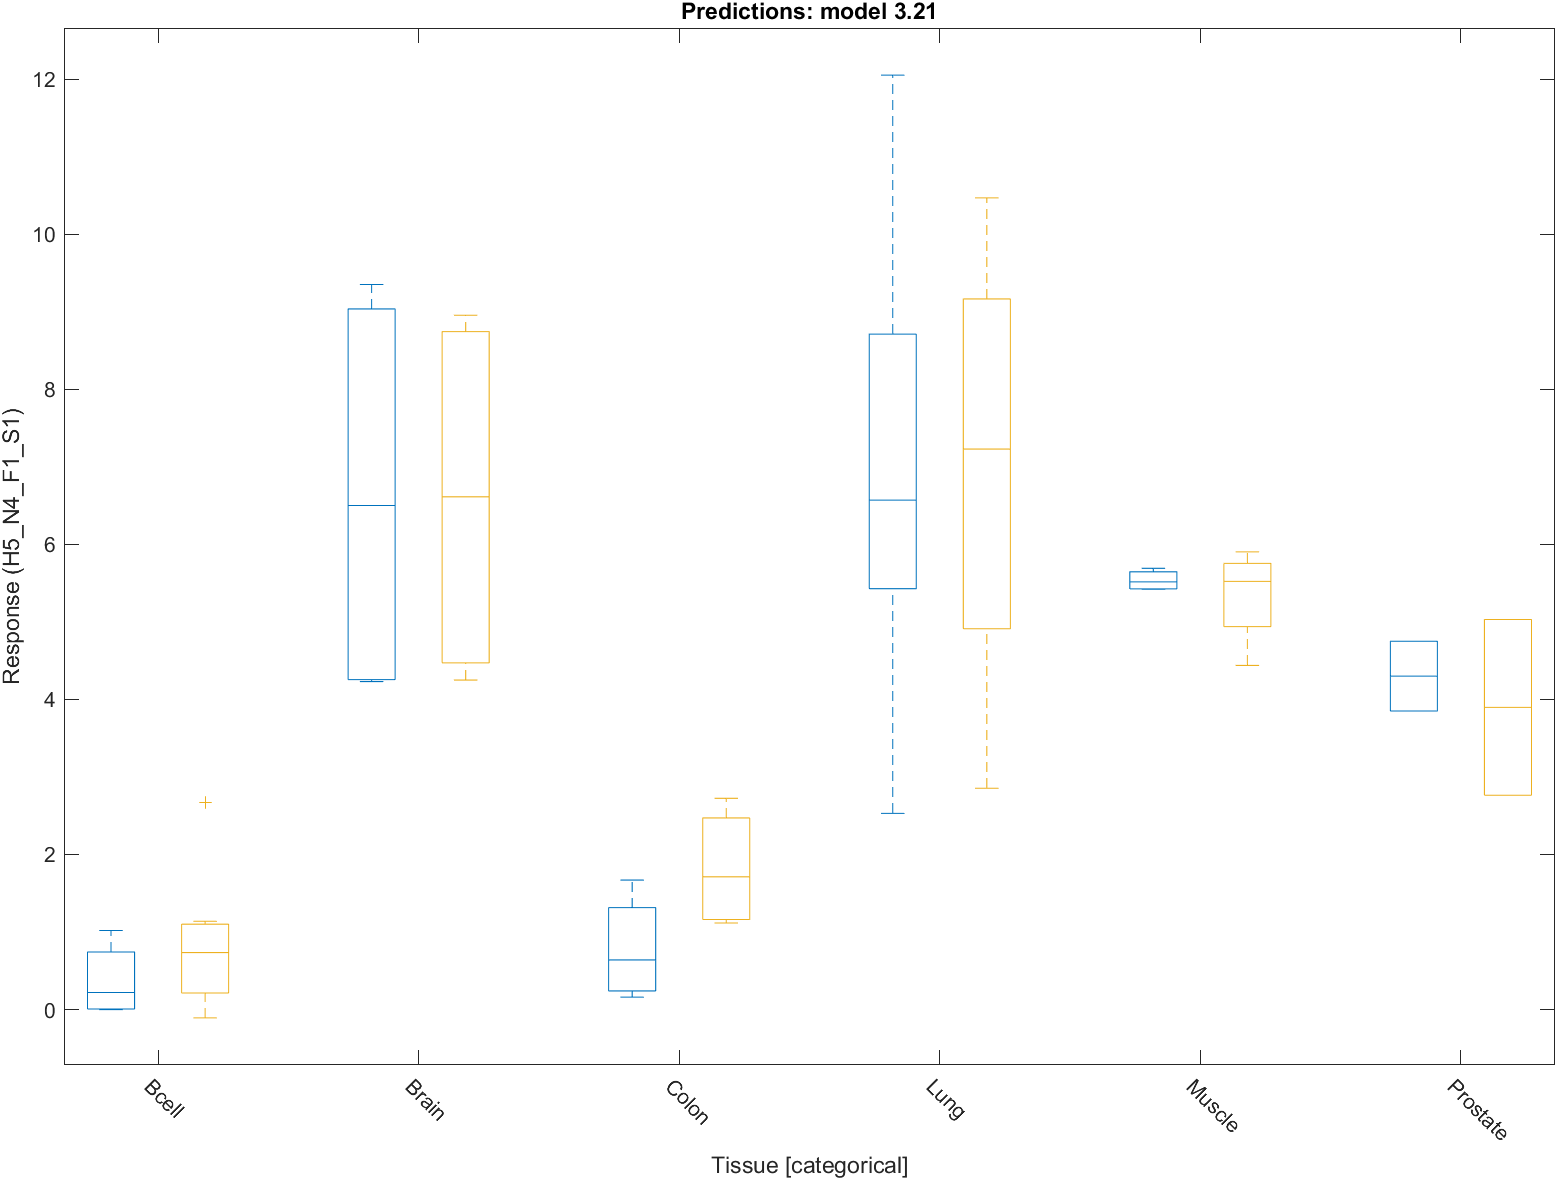 Predictions: model 3.21
12
10
8
6
4
2
0
Response (H5_N4_F1_S1)
Bcell
Brain
Colon
Lung
Muscle
Prostate
Tissue [categorical]